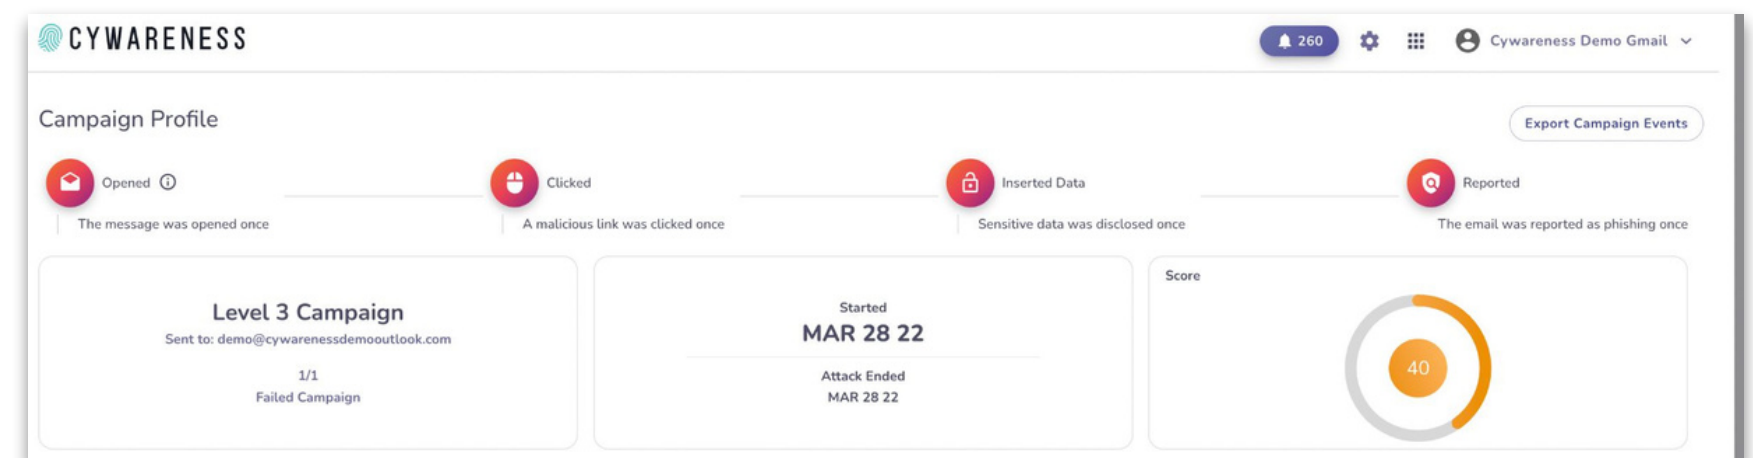 CYWARENESS
260
Cywareness Demo Gmail
Campaign Profile
Export Campaign Events
Opened
Clicked
Inserted Data
Reported
The message was opened once
A malicious link was clicked once
Sensitive data was disclosed once
The email was reported as phishing once
Level 3 Campaign
Sent to: demo@cywarenessdemooutlook.com
1/1
Failed Campaign
Started
MAR 28 22
Attack Ended
MAR 28 22
Score
40